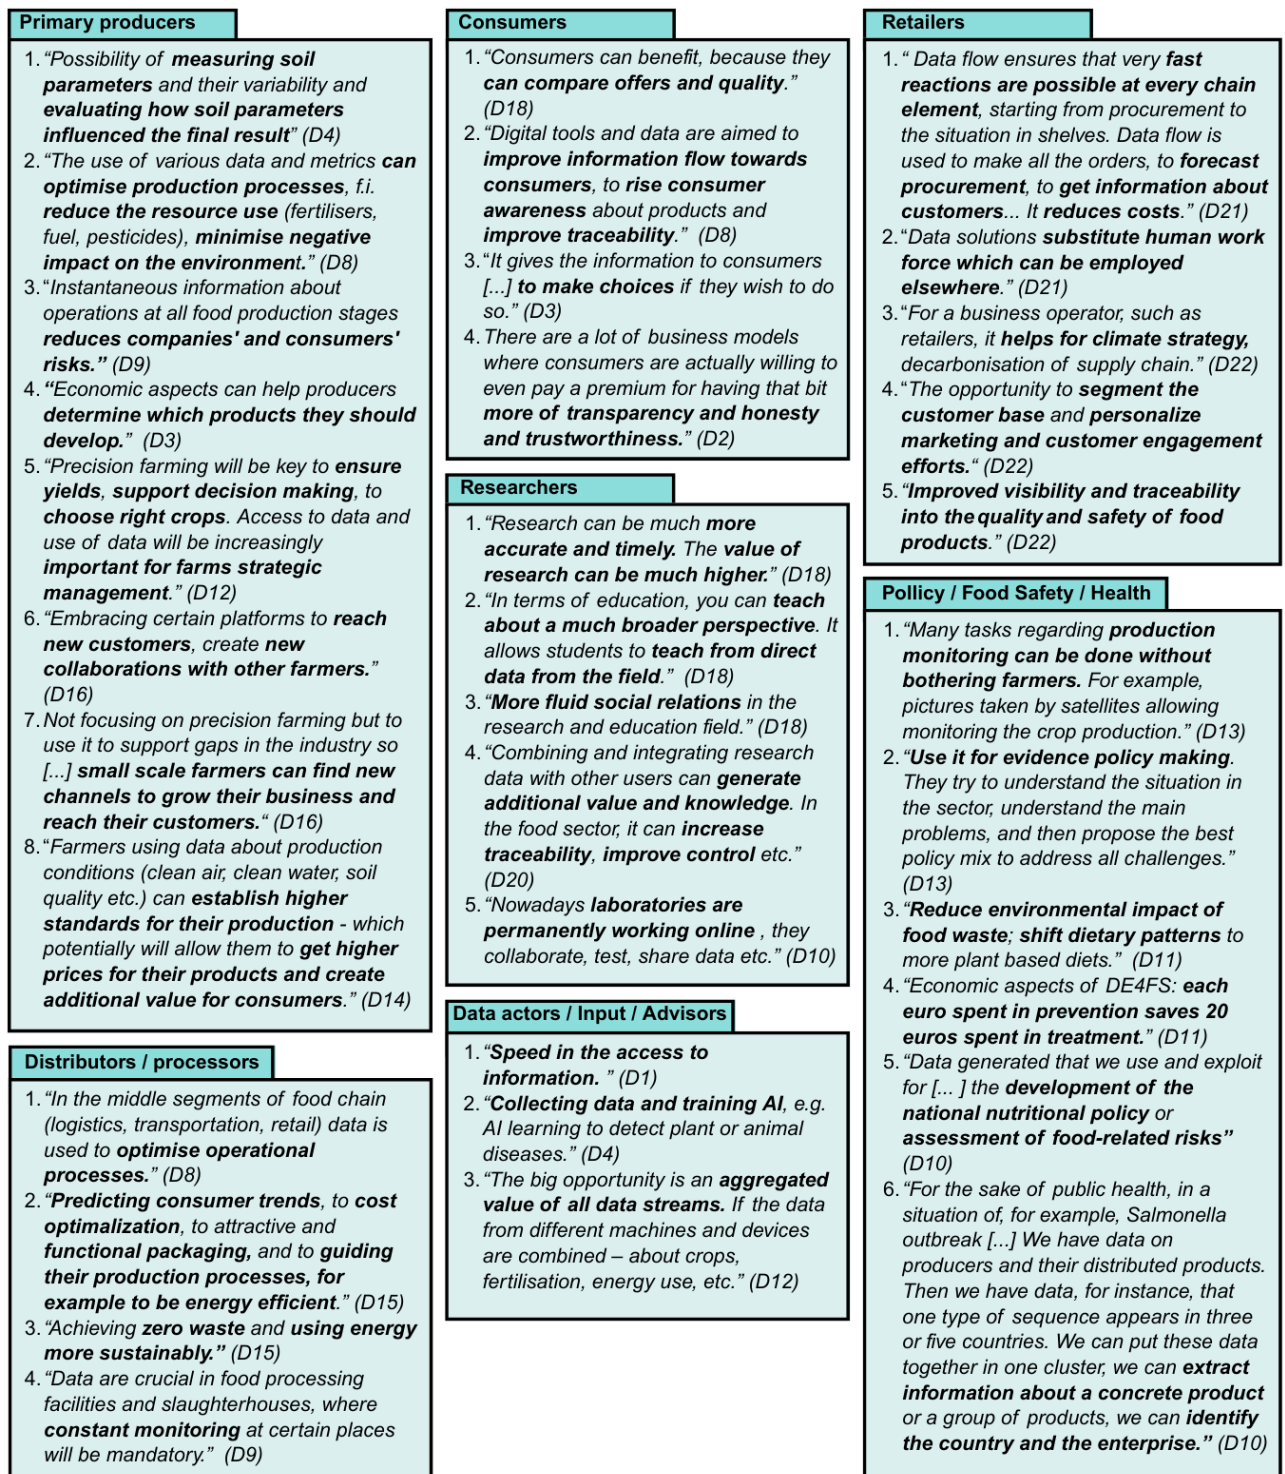 Primary producers
1. “Possibility of measuring soil
parameters and their variability and
evaluating how soil parameters
influenced the final result” (D4)
2. “The use of various data and metrics can
optimise production processes, f.i.
reduce the resource use (fertilisers,
fuel, pesticides), minimise negative
impact on the environment.” (D8)
3. “Instantaneous information about
operations at all food production stages
reduces companies' and consumers'
risks.” (D9)
4. “Economic aspects can help producers
determine which products they should
develop.” (D3)
5. “Precision farming will be key to ensure
yields, support decision making, to
choose right crops. Access to data and
use of data will be increasingly
important for farms strategic
management.” (D12)
6. “Embracing certain platforms to reach
new customers, create new
collaborations with other farmers.”
(D16)
7. Not focusing on precision farming but to
use it to support gaps in the industry so
[...] small scale farmers can find new
channels to grow their business and
reach their customers.“ (D16)
8. “Farmers using data about production
conditions (clean air, clean water, soil
quality etc.) can establish higher
standards for their production - which
potentially will allow them to get higher
prices for their products and create
additional value for consumers.” (D14)
Distributors / processors
1. “In the middle segments of food chain
(logistics, transportation, retail) data is
used to optimise operational
processes.” (D8)
2. “Predicting consumer trends, to cost
optimalization, to attractive and
functional packaging, and to guiding
their production processes, for
example to be energy efficient.” (D15)
3. “Achieving zero waste and using energy
more sustainably.” (D15)
4. “Data are crucial in food processing
facilities and slaughterhouses, where
constant monitoring at certain places
will be mandatory.” (D9)
Consumers
1. “Consumers can benefit, because they
can compare offers and quality.”
(D18)
2. “Digital tools and data are aimed to
improve information flow towards
consumers, to rise consumer
awareness about products and
improve traceability.” (D8)
3. “It gives the information to consumers
[...] to make choices if they wish to do
so.” (D3)
4. There are a lot of business models
where consumers are actually willing to
even pay a premium for having that bit
more of transparency and honesty
and trustworthiness.” (D2)
Researchers
1. “Research can be much more
accurate and timely. The value of
research can be much higher.” (D18)
2. “In terms of education, you can teach
about a much broader perspective. It
allows students to teach from direct
data from the field.” (D18)
3. “More fluid social relations in the
research and education field.” (D18)
4. “Combining and integrating research
data with other users can generate
additional value and knowledge. In
the food sector, it can increase
traceability, improve control etc.”
(D20)
5. “Nowadays laboratories are
permanently working online , they
collaborate, test, share data etc.” (D10)
Data actors / Input / Advisors
1. “Speed in the access to
information. ” (D1)
2. “Collecting data and training AI, e.g.
AI learning to detect plant or animal
diseases.” (D4)
3. “The big opportunity is an aggregated
value of all data streams. If the data
from different machines and devices
are combined – about crops,
fertilisation, energy use, etc.” (D12)
Retailers
1. “ Data flow ensures that very fast
reactions are possible at every chain
element, starting from procurement to
the situation in shelves. Data flow is
used to make all the orders, to forecast
procurement, to get information about
customers... It reduces costs.” (D21)
2. “Data solutions substitute human work
force which can be employed
elsewhere.” (D21)
3. “For a business operator, such as
retailers, it helps for climate strategy,
decarbonisation of supply chain.” (D22)
4. “The opportunity to segment the
customer base and personalize
marketing and customer engagement
efforts.“ (D22)
5. “Improved visibility and traceability
into the quality and safety of food
products.” (D22)
Pollicy / Food Safety / Health
1. “Many tasks regarding production
monitoring can be done without
bothering farmers. For example,
pictures taken by satellites allowing
monitoring the crop production.” (D13)
2. “Use it for evidence policy making.
They try to understand the situation in
the sector, understand the main
problems, and then propose the best
policy mix to address all challenges.”
(D13)
3. “Reduce environmental impact of
food waste; shift dietary patterns to
more plant based diets.” (D11)
4. “Economic aspects of DE4FS: each
euro spent in prevention saves 20
euros spent in treatment.” (D11)
5. “Data generated that we use and exploit
for [... ] the development of the
national nutritional policy or
assessment of food-related risks”
(D10)
6. “For the sake of public health, in a
situation of, for example, Salmonella
outbreak [...] We have data on
producers and their distributed products.
Then we have data, for instance, that
one type of sequence appears in three
or five countries. We can put these data
together in one cluster, we can extract
information about a concrete product
or a group of products, we can identify
the country and the enterprise.” (D10)